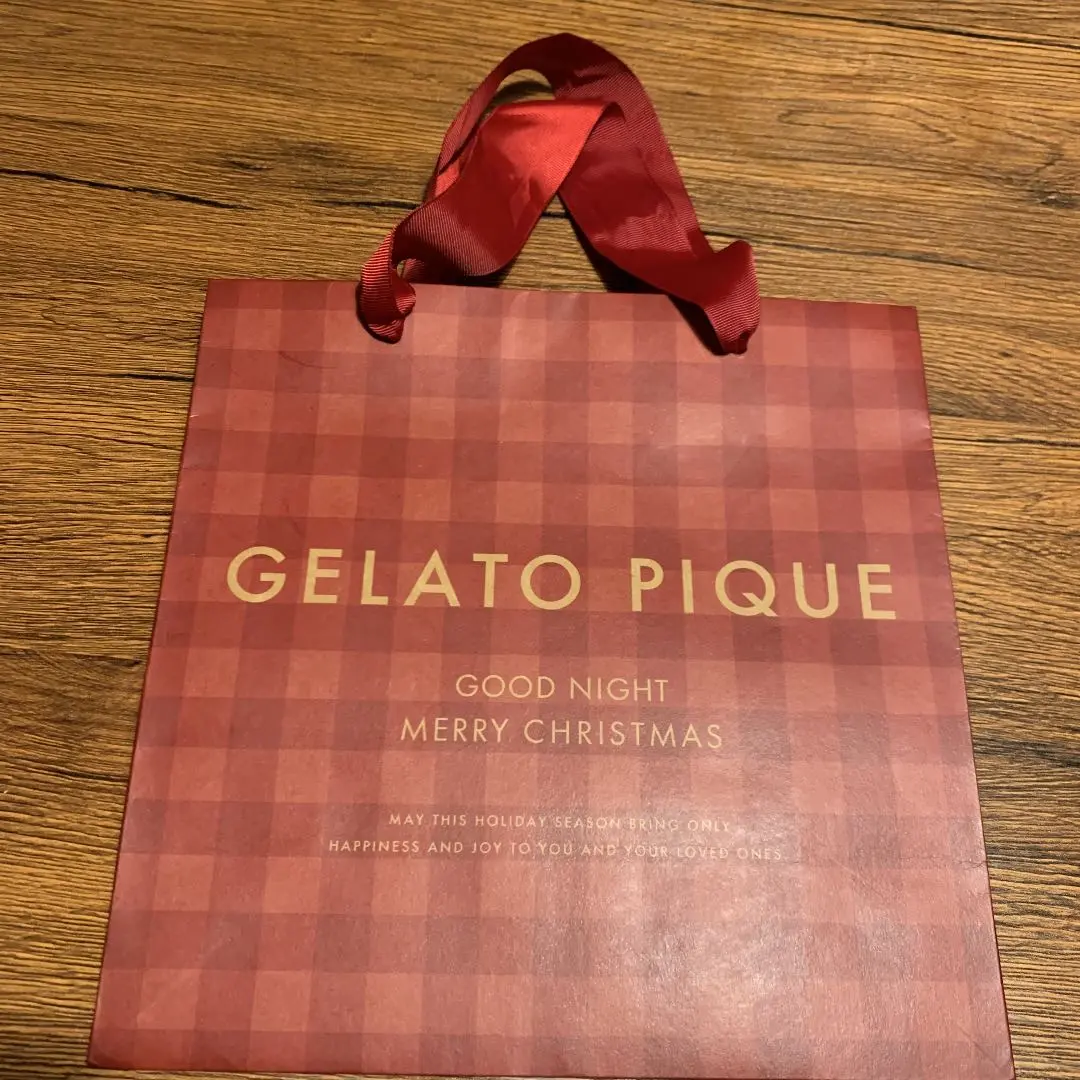 GELATO PIQUE
GOOD NIGHT
MERRY CHRISTMAS
MAY THIS HOLIDAY SEASON BRING ONLY
HAPPINESS AND JOY TO YOU AND YOUR LOVED ONES